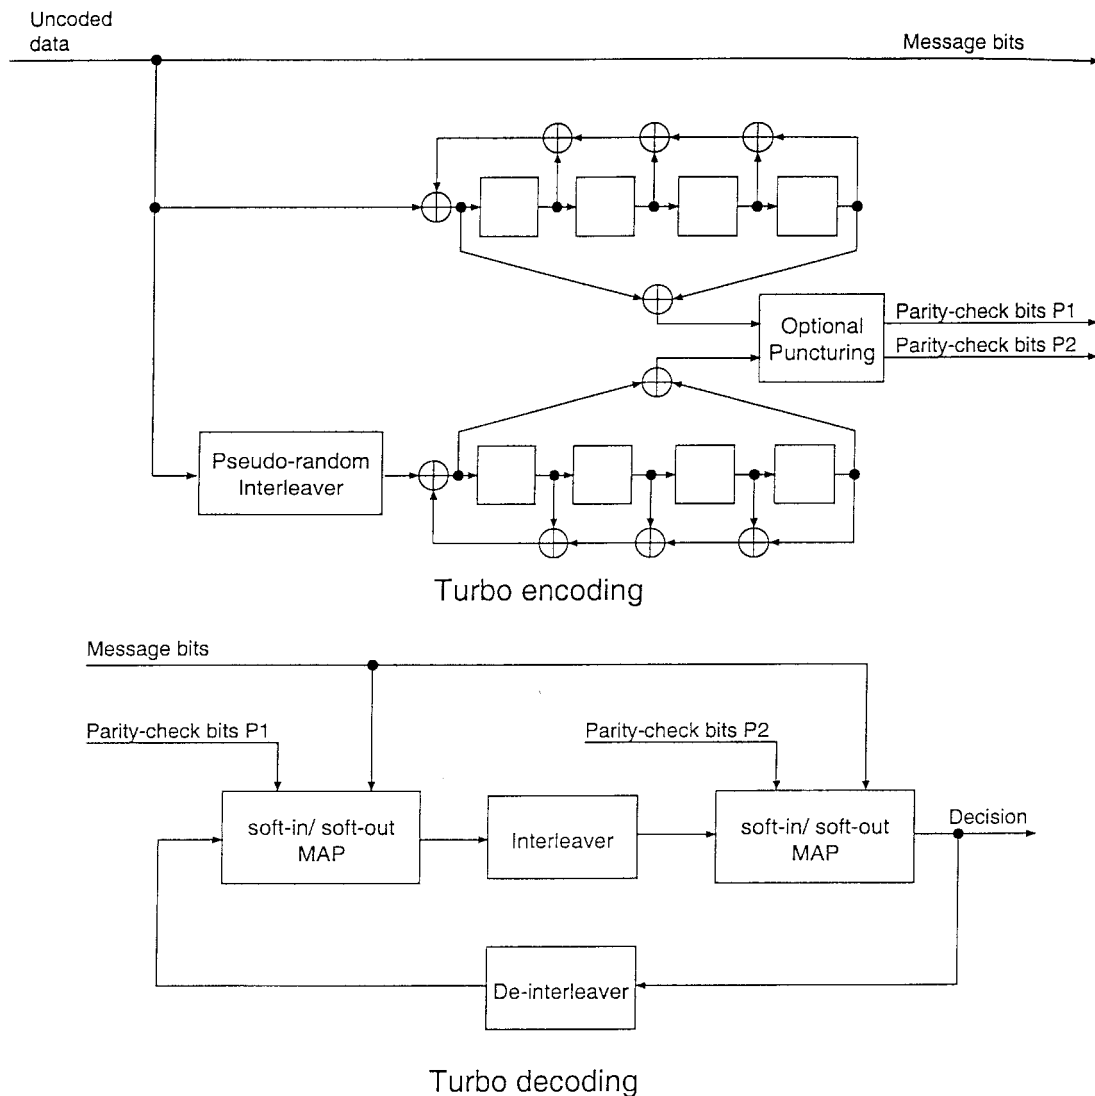 Uncoded
data
Message bits
Optional
Puncturing
Parity-check bits P1
Parity-check bits P2
Pseudo-random
Interleaver
Turbo encoding
Message bits
Parity-check bits P1
Parity-check bits P2
soft-in/ soft-out
MAP
Interleaver
soft-in/ soft-out
MAP
Decision
De-interleaver
Turbo decoding